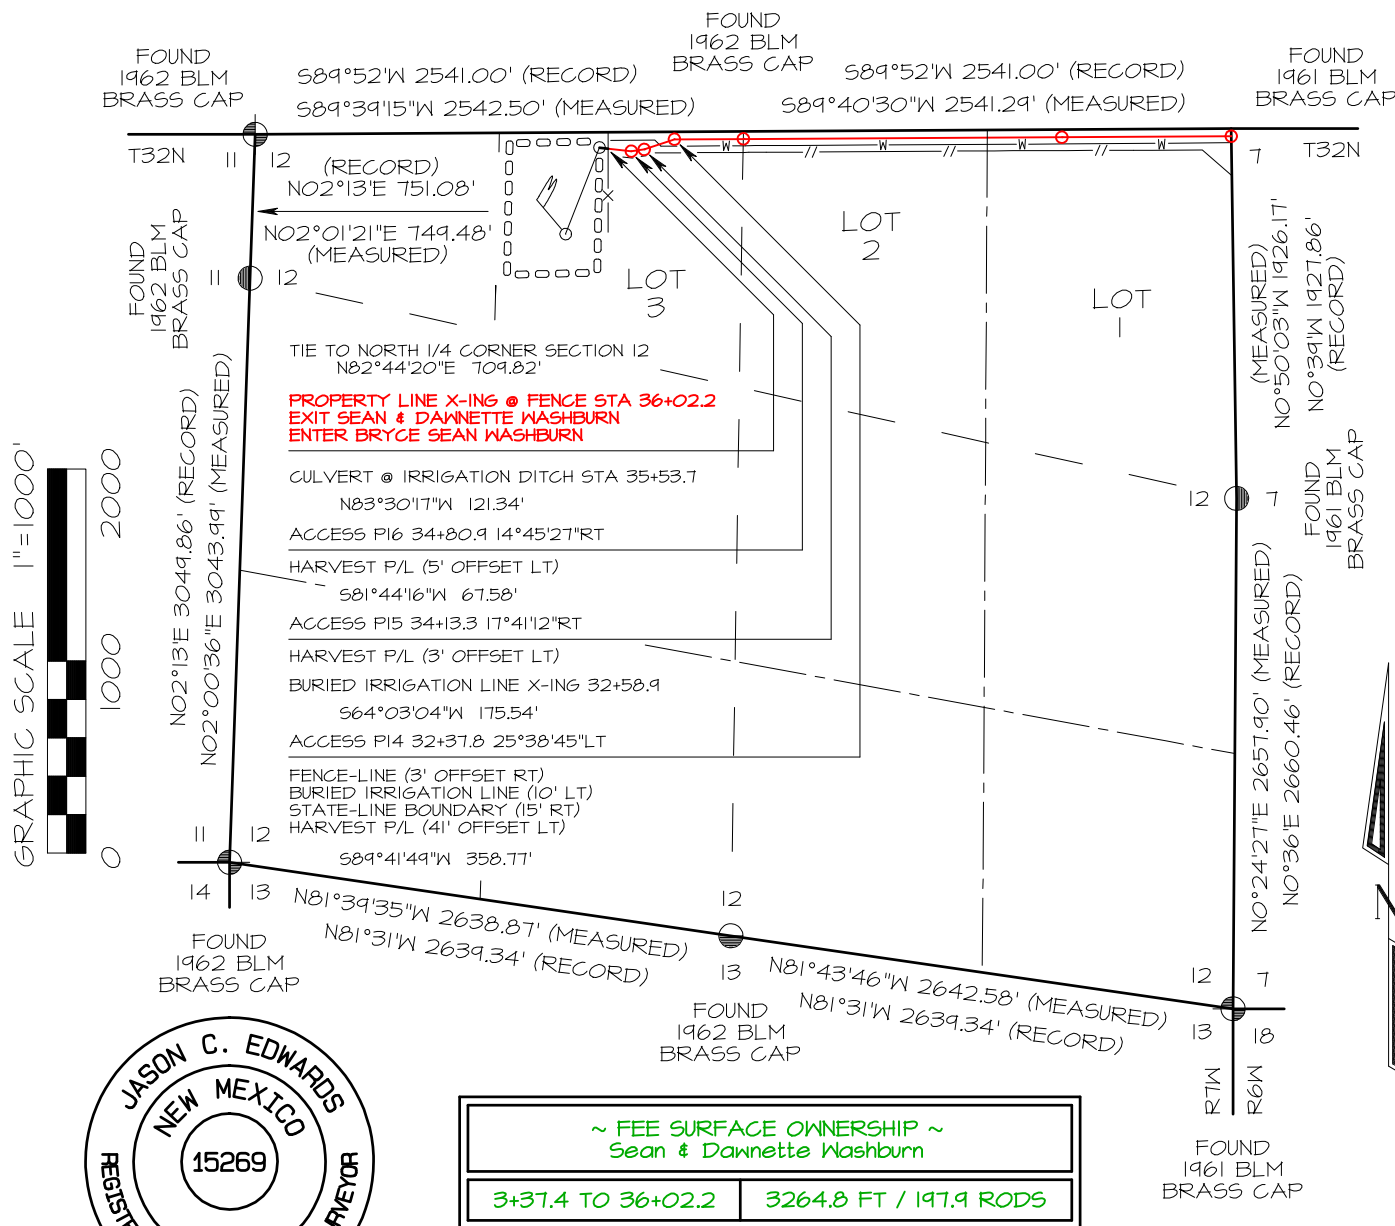 FOUND
1962 BLM
BRASS CAP
S89°52'W 2541.00' (RECORD)
S89°39'15"W 2542.50' (MEASURED)
FOUND
1962 BLM
BRASS CAP
S89°52'W 2541.00' (RECORD)
S89°40'30"W 2541.29' (MEASURED)
FOUND
1961 BLM
BRASS CAP
T32N
11 12
7
T32N
(RECORD)
N02°13'E 751.08'
N02°01'21"E 749.48'
(MEASURED)
W
//
W
//
W
//
W
X
FOUND
1962 BLM
BRASS CAP
11 12
LOT
3
LOT
2
LOT
1
(MEASURED)
N0°50'03"W 1926.17'
N0°39'W 1927.86'
(RECORD)
TIE TO NORTH 1/4 CORNER SECTION 12
N82°44'20"E 709.82'
PROPERTY LINE X-ING @ FENCE STA 36+02.2
EXIT SEAN & DAWNETTE WASHBURN
ENTER BRYCE SEAN WASHBURN
CULVERT @ IRRIGATION DITCH STA 35+53.7
N83°30'17"W 121.34'
ACCESS PI6 34+80.9 14°45'27"RT
HARVEST P/L (5' OFFSET LT)
S81°44'16"W 67.58'
ACCESS PI5 34+13.3 17°41'12"RT
HARVEST P/L (3' OFFSET LT)
BURIED IRRIGATION LINE X-ING 32+58.9
S64°03'04"W 175.54'
ACCESS PI4 32+37.8 25°38'45"LT
FENCE-LINE (3' OFFSET RT)
BURIED IRRIGATION LINE (10' LT)
STATE-LINE BOUNDARY (15' RT)
HARVEST P/L (41' OFFSET LT)
S89°41'49"W 358.77'
12 7
FOUND
1961 BLM
BRASS CAP
N02°13'E 3049.86' (RECORD)
N02°00'36"E 3043.99' (MEASURED)
GRAPHIC SCALE 1"=1000'
0
1000
2000
N0°24'27"E 2657.90' (MEASURED)
N0°36'E 2660.46' (RECORD)
N
11 12
14 13
FOUND
1962 BLM
BRASS CAP
N81°39'35"W 2638.87' (MEASURED)
N81°31'W 2639.34' (RECORD)
12
13
FOUND
1962 BLM
BRASS CAP
N81°43'46"W 2642.58' (MEASURED)
N81°31'W 2639.34' (RECORD)
12 7
13 18
R7W
R6W
FOUND
1961 BLM
BRASS CAP
JASON C. EDWARDS
NEW MEXICO
15269
~ FEE SURFACE OWNERSHIP ~
Sean & Dawnette Washburn
3+37.4 TO 36+02.2
3264.8 FT / 197.9 RODS